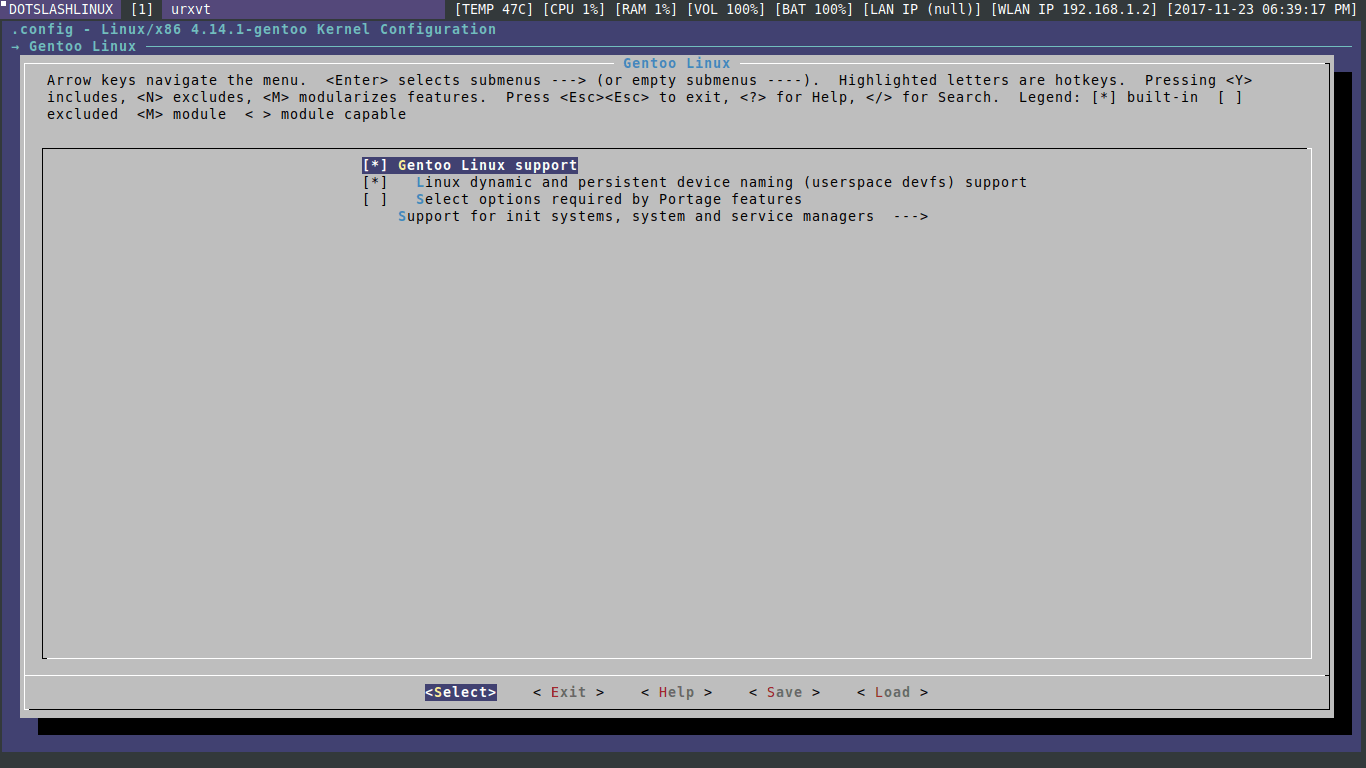 DOTSLASHLINUX [1] urxvt [TEMP 47C] [CPU 1%] [RAM 1%] [VOL 100%] [BAT 100%] [LAN IP (null)] [WLAN IP 192.168.1.2] [2017-11-23 06:39:17 PM]
.config - Linux/x86 4.14.1-gentoo Kernel Configuration
→ Gentoo Linux
Gentoo Linux
Arrow keys navigate the menu.  <Enter> selects submenus ---> (or empty submenus ----).  Highlighted letters are hotkeys.  Pressing <Y>
includes, <N> excludes, <M> modularizes features.  Press <Esc><Esc> to exit, <?> for Help, </> for Search.  Legend: [*] built-in  [ ]
excluded  <M> module  < > module capable
[*] Gentoo Linux support
[*]   Linux dynamic and persistent device naming (userspace devfs) support
[ ]   Select options required by Portage features
Support for init systems, system and service managers  --->
<Select>    < Exit >    < Help >    < Save >    < Load >